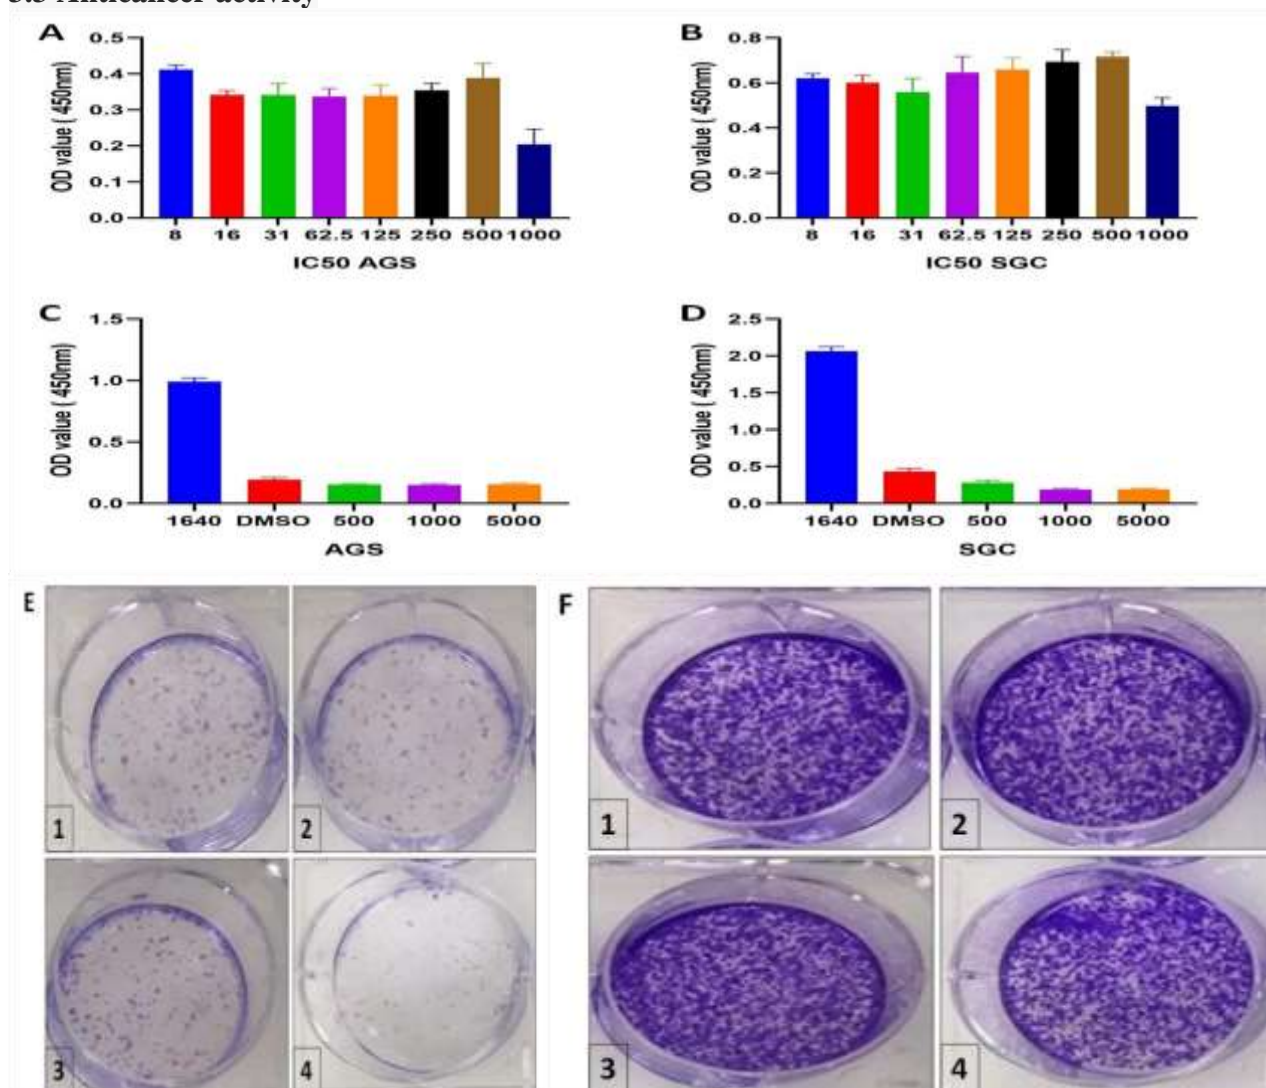 3.3 Anticancer activity
A
OD value ( 450nm)
0.5
0.4
0.3
0.2
0.1
0.0
8 16 31 62.5 125 250 500 1000
IC50 AGS
B
OD value ( 450nm)
0.8
0.6
0.4
0.2
0.0
8 16 31 62.5 125 250 500 1000
IC50 SGC
C
OD value ( 450nm)
1.5
1.0
0.5
0.0
1640 DMSO 500 1000 5000
AGS
D
OD value ( 450nm)
2.5
2.0
1.5
1.0
0.5
0.0
1640 DMSO 500 1000 5000
SGC
E
1
2
3
4
F
1
2
3
4